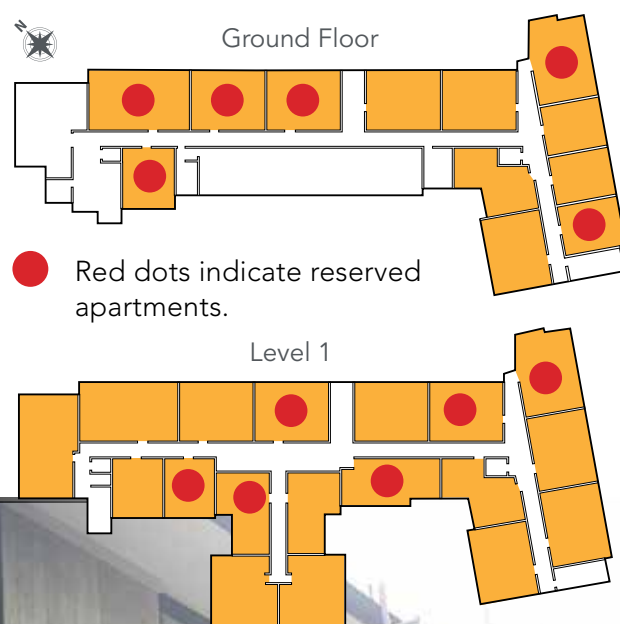 N
Ground Floor
Red dots indicate reserved
apartments.
Level 1